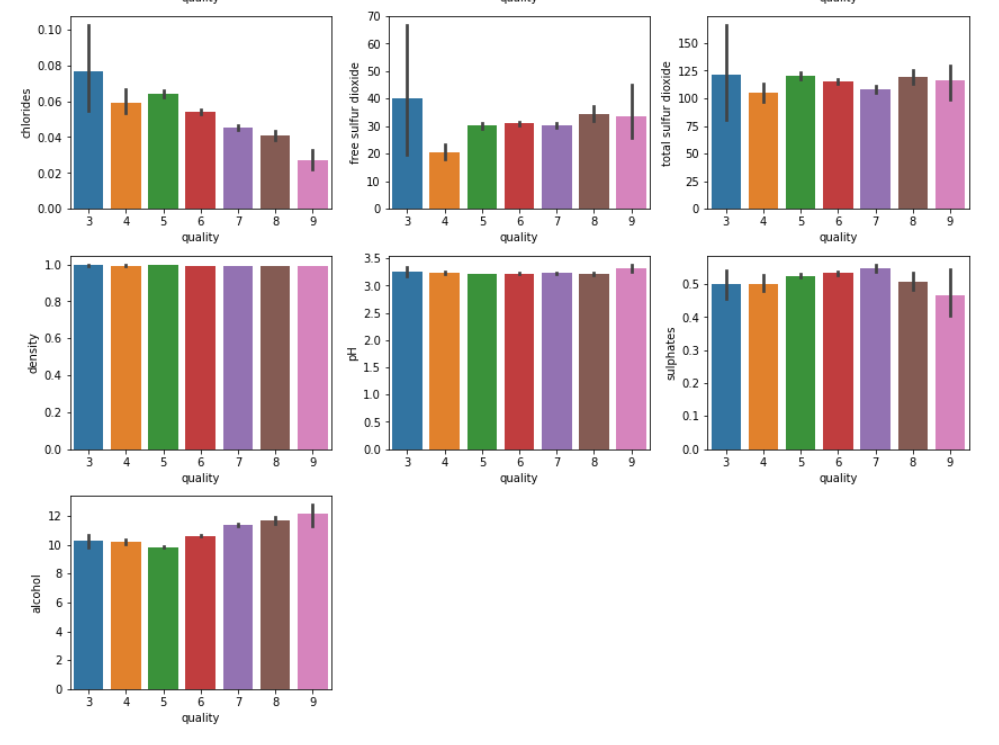 quality quality quality
chlorides
0.10
0.08
0.06
0.04
0.02
0.00
3 4 5 6 7 8 9
quality
free sulfur dioxide
70
60
50
40
30
20
10
0
3 4 5 6 7 8 9
quality
total sulfur dioxide
150
125
100
75
50
25
0
3 4 5 6 7 8 9
quality
density
1.0
0.8
0.6
0.4
0.2
0.0
3 4 5 6 7 8 9
quality
pH
3.5
3.0
2.5
2.0
1.5
1.0
0.5
0.0
3 4 5 6 7 8 9
quality
sulphates
0.5
0.4
0.3
0.2
0.1
0.0
3 4 5 6 7 8 9
quality
alcohol
12
10
8
6
4
2
0
3 4 5 6 7 8 9
quality